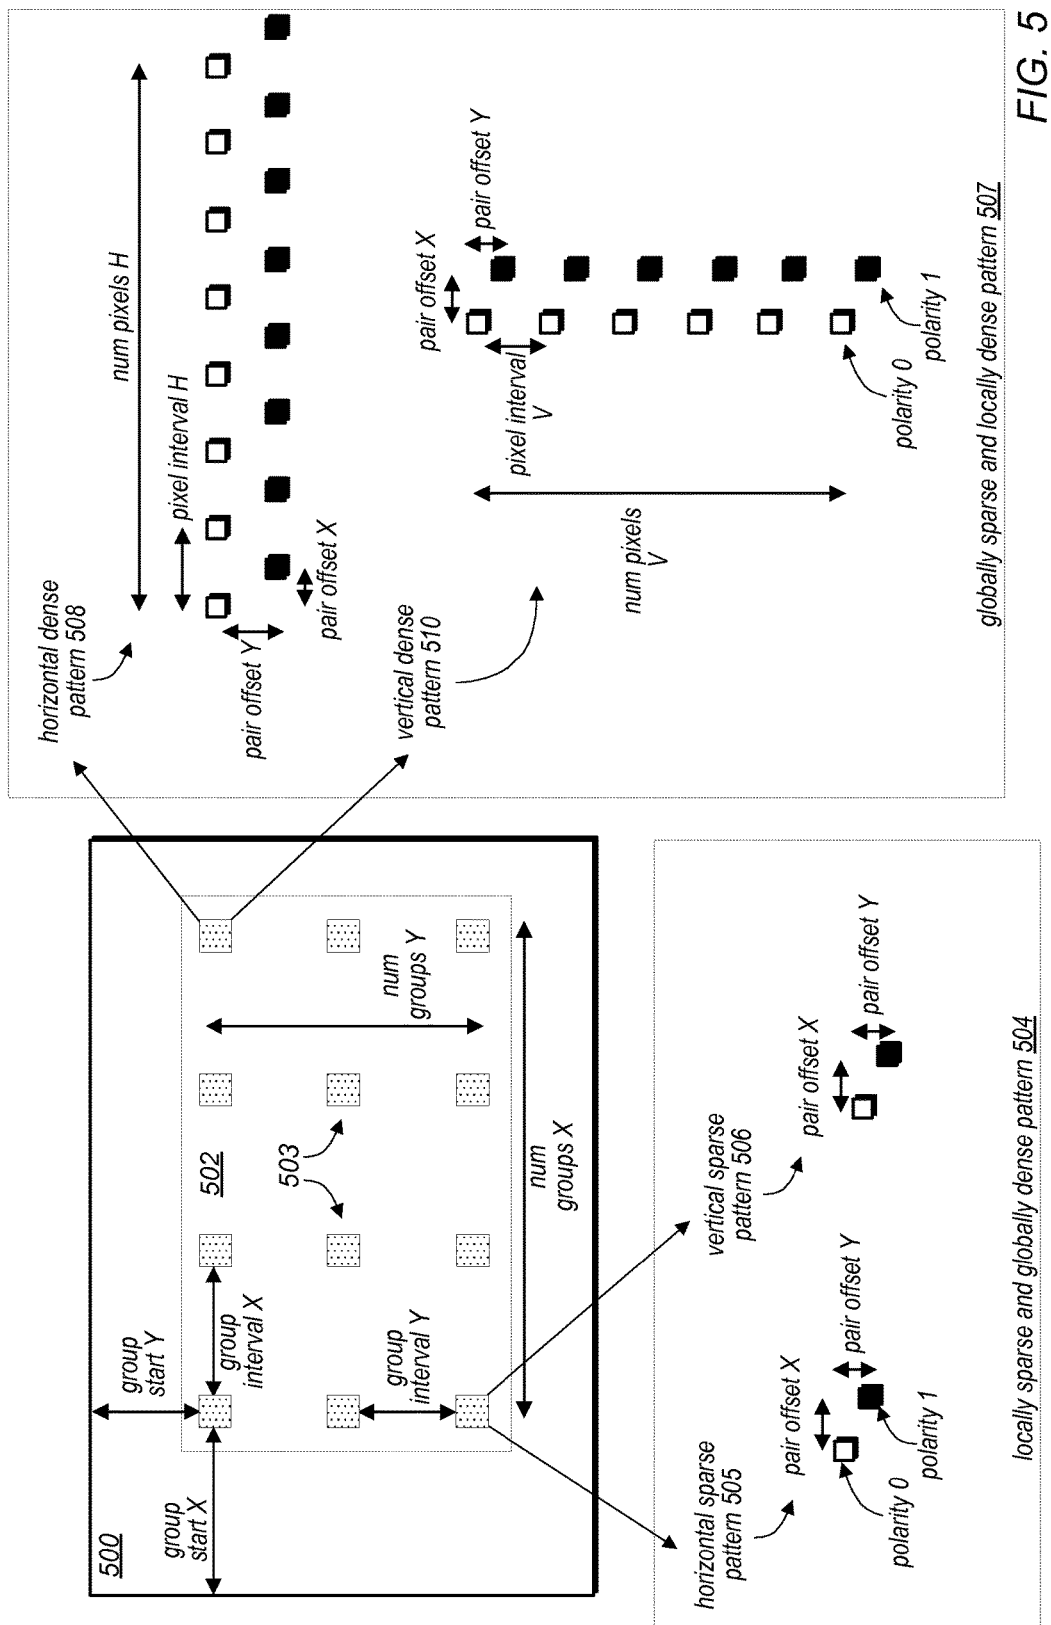 500
group
start X
group
start Y
group
interval X
502
503
group
interval Y
num
groups Y
num
groups X
horizontal dense
pattern 508
num pixels H
pixel interval H
pair offset Y
pair offset X
vertical dense
pattern 510
pair offset X
pair offset Y
pixel interval
V
num pixels
V
polarity 0
polarity 1
globally sparse and locally dense pattern 507
horizontal sparse
pattern 505
pair offset X
pair offset Y
polarity 0
polarity 1
vertical sparse
pattern 506
pair offset X
pair offset Y
locally sparse and globally dense pattern 504
FIG. 5